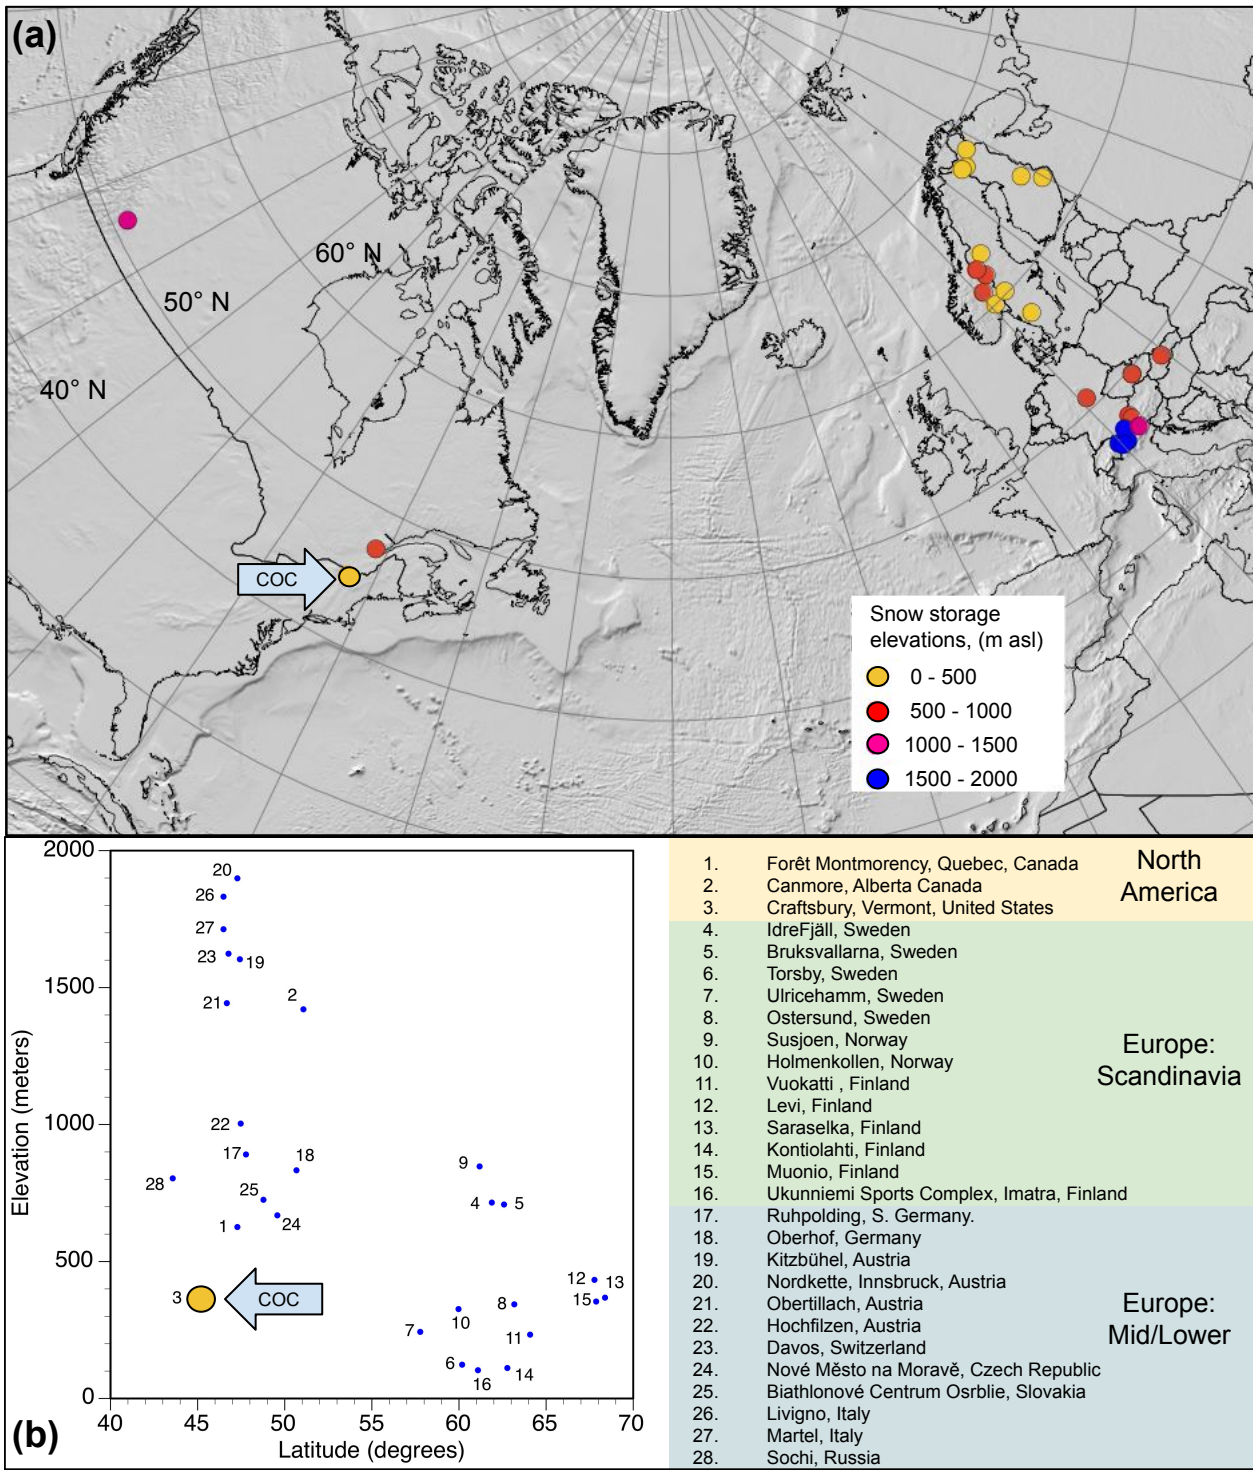 (a)
60° N
50° N
40° N
COC
Snow storage
elevations, (m asl)
0 - 500
500 - 1000
1000 - 1500
1500 - 2000
2000
1500
1000
500
0
Elevation (meters)
20
26
27
23
19
21
2
22
17
18
28
25
24
1
9
4
5
3
COC
12
13
15
8
10
7
11
6
16
14
40
45
50
55
60
65
70
Latitude (degrees)
(b)
North
America
1. Forêt Montmorency, Quebec, Canada
2. Canmore, Alberta Canada
3. Craftsbury, Vermont, United States
Europe:
Scandinavia
4. IdreFjäll, Sweden
5. Bruksvallarna, Sweden
6. Torsby, Sweden
7. Ulricehamm, Sweden
8. Ostersund, Sweden
9. Susjoen, Norway
10. Holmenkollen, Norway
11. Vuokatti , Finland
12. Levi, Finland
13. Saraselka, Finland
14. Kontiolahti, Finland
15. Muonio, Finland
16. Ukunniemi Sports Complex, Imatra, Finland
Europe:
Mid/Lower
17. Ruhpolding, S. Germany.
18. Oberhof, Germany
19. Kitzbühel, Austria
20. Nordkette, Innsbruck, Austria
21. Obertillach, Austria
22. Hochfilzen, Austria
23. Davos, Switzerland
24. Nové Město na Moravě, Czech Republic
25. Biathlonové Centrum Osrblie, Slovakia
26. Livigno, Italy
27. Martel, Italy
28. Sochi, Russia